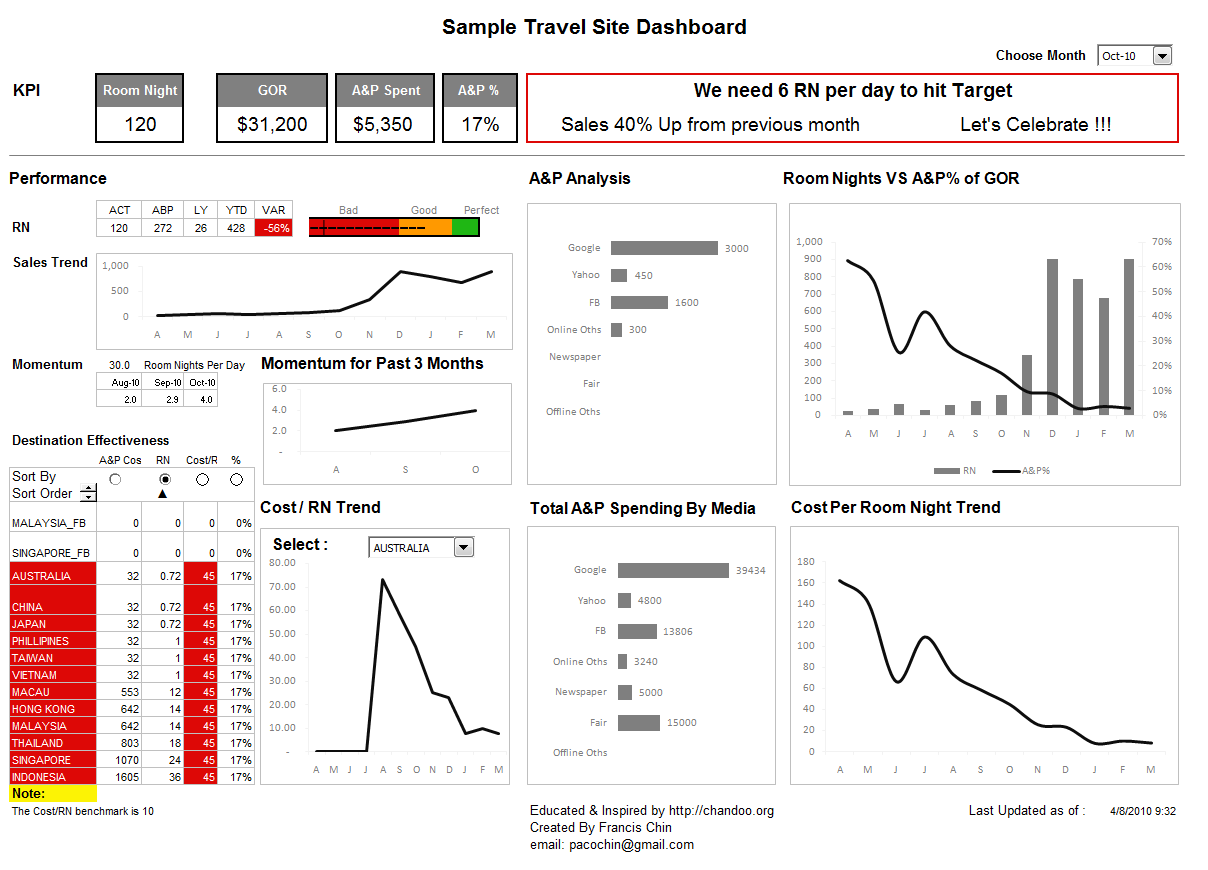 Sample Travel Site Dashboard
Choose Month Oct-10
KPI
Room Night GOR A&P Spent A&P %
120 $31,200 $5,350 17%
We need 6 RN per day to hit Target
Sales 40% Up from previous month Let's Celebrate !!!
Performance
ACT ABP LY YTD VAR
RN 120 272 26 428 -56%
Bad Good Perfect
Sales Trend
1,000
500
0
A M J J A S O N D J F M
Momentum 30.0 Room Nights Per Day
Aug-10 Sep-10 Oct-10
2.0 2.9 4.0
Momentum for Past 3 Months
6.0
4.0
2.0
-
A S O
Destination Effectiveness
A&P Cos RN Cost/R %
Sort By
Sort Order
MALAYSIA_FB 0 0 0 0%
SINGAPORE_FB 0 0 0 0%
AUSTRALIA 32 0.72 45 17%
CHINA 32 0.72 45 17%
JAPAN 32 0.72 45 17%
PHILLIPINES 32 1 45 17%
TAIWAN 32 1 45 17%
VIETNAM 32 1 45 17%
MACAU 553 12 45 17%
HONG KONG 642 14 45 17%
MALAYSIA 642 14 45 17%
THAILAND 803 18 45 17%
SINGAPORE 1070 24 45 17%
INDONESIA 1605 36 45 17%
Note:
The Cost/RN benchmark is 10
Cost / RN Trend
Select : AUSTRALIA
80.00
70.00
60.00
50.00
40.00
30.00
20.00
10.00
-
A M J J A S O N D J F M
A&P Analysis
Google 3000
Yahoo 450
FB 1600
Online Oths 300
Newspaper
Fair
Offline Oths
Total A&P Spending By Media
Google 39434
Yahoo 4800
FB 13806
Online Oths 3240
Newspaper 5000
Fair 15000
Offline Oths
Room Nights VS A&P% of GOR
1,000 70%
900 60%
800 50%
700 40%
600 30%
500 20%
400 10%
300 0%
200
100
0
A M J J A S O N D J F M
RN A&P%
Cost Per Room Night Trend
180
160
140
120
100
80
60
40
20
0
A M J J A S O N D J F M
Educated & Inspired by http://chandoo.org
Created By Francis Chin
email: pacochin@gmail.com
Last Updated as of : 4/8/2010 9:32